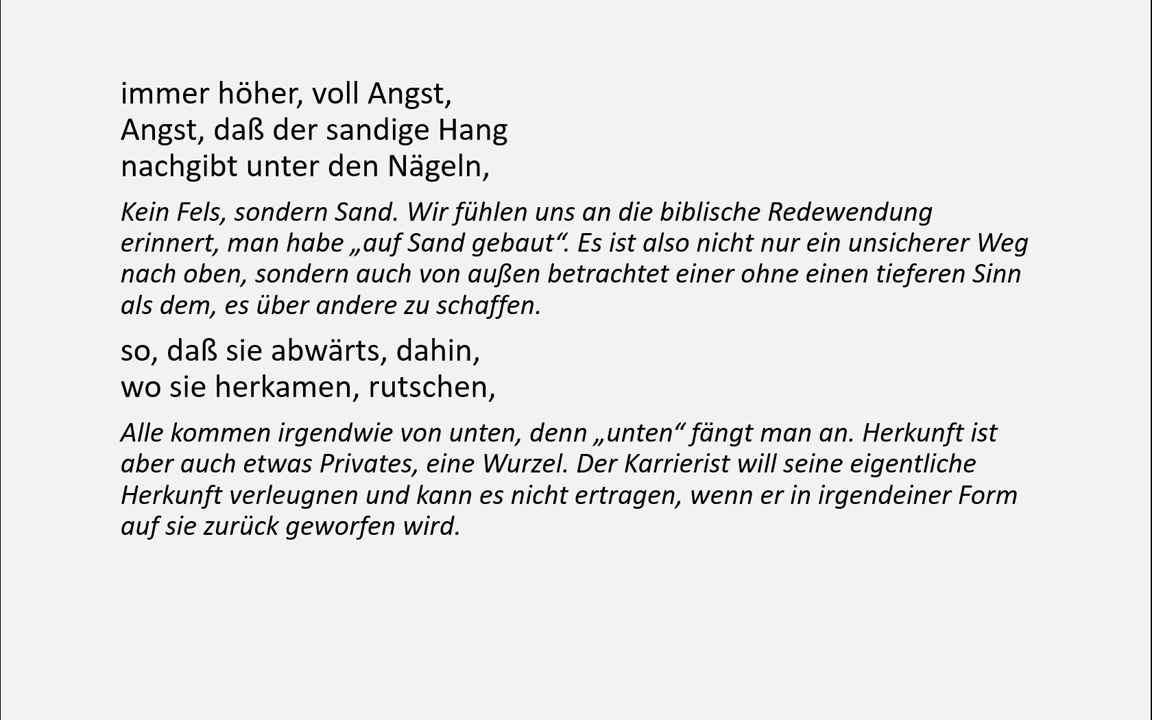 immer höher, voll Angst,
Angst, daß der sandige Hang
nachgibt unter den Nägeln,
Kein Fels, sondern Sand. Wir fühlen uns an die biblische Redewendung
erinnert, man habe „auf Sand gebaut“. Es ist also nicht nur ein unsicherer Weg
nach oben, sondern auch von außen betrachtet einer ohne einen tieferen Sinn
als dem, es über andere zu schaffen.
so, daß sie abwärts, dahin,
wo sie herkamen, rutschen,
Alle kommen irgendwie von unten, denn „unten“ fängt man an. Herkunft ist
aber auch etwas Privates, eine Wurzel. Der Karrierist will seine eigentliche
Herkunft verleugnen und kann es nicht ertragen, wenn er in irgendeiner Form
auf sie zurück geworfen wird.